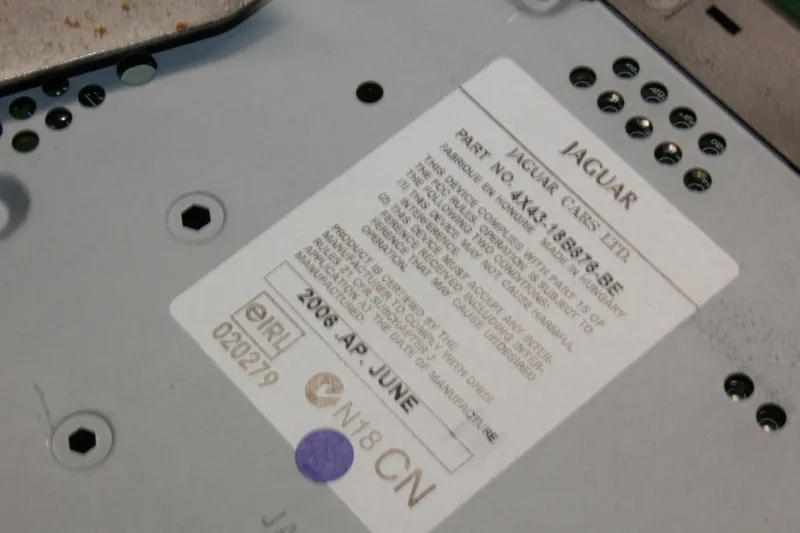 JAGUAR
JAGUAR CARS LTD.
PART NO. 4X43-18B876-BE
FABRIQUE EN HONGRIE MADE IN HUNGARY
THIS DEVICE COMPLIES WITH PART 15 OF
THE FCC RULES. OPERATION IS SUBJECT TO
THE FOLLOWING TWO CONDITIONS:
(1) THIS DEVICE MAY NOT CAUSE HARMFUL
INTERFERENCE, AND
(2) THIS DEVICE MUST ACCEPT ANY INTER-
FERENCE RECEIVED INCLUDING INTER-
FERENCE THAT MAY CAUSE UNDESIRED
OPERATION.
PRODUCT IS CERTIFIED BY THE
MANUFACTURER TO COMPLY WITH DHHS
RULES 21 CFR SUBCHAPTER J
APPLICATION AT THE DATE OF MANUFACTURE
MANUFACTURED:
2006 .AP. JUNE
e IRL
020279
N18
CN
JA